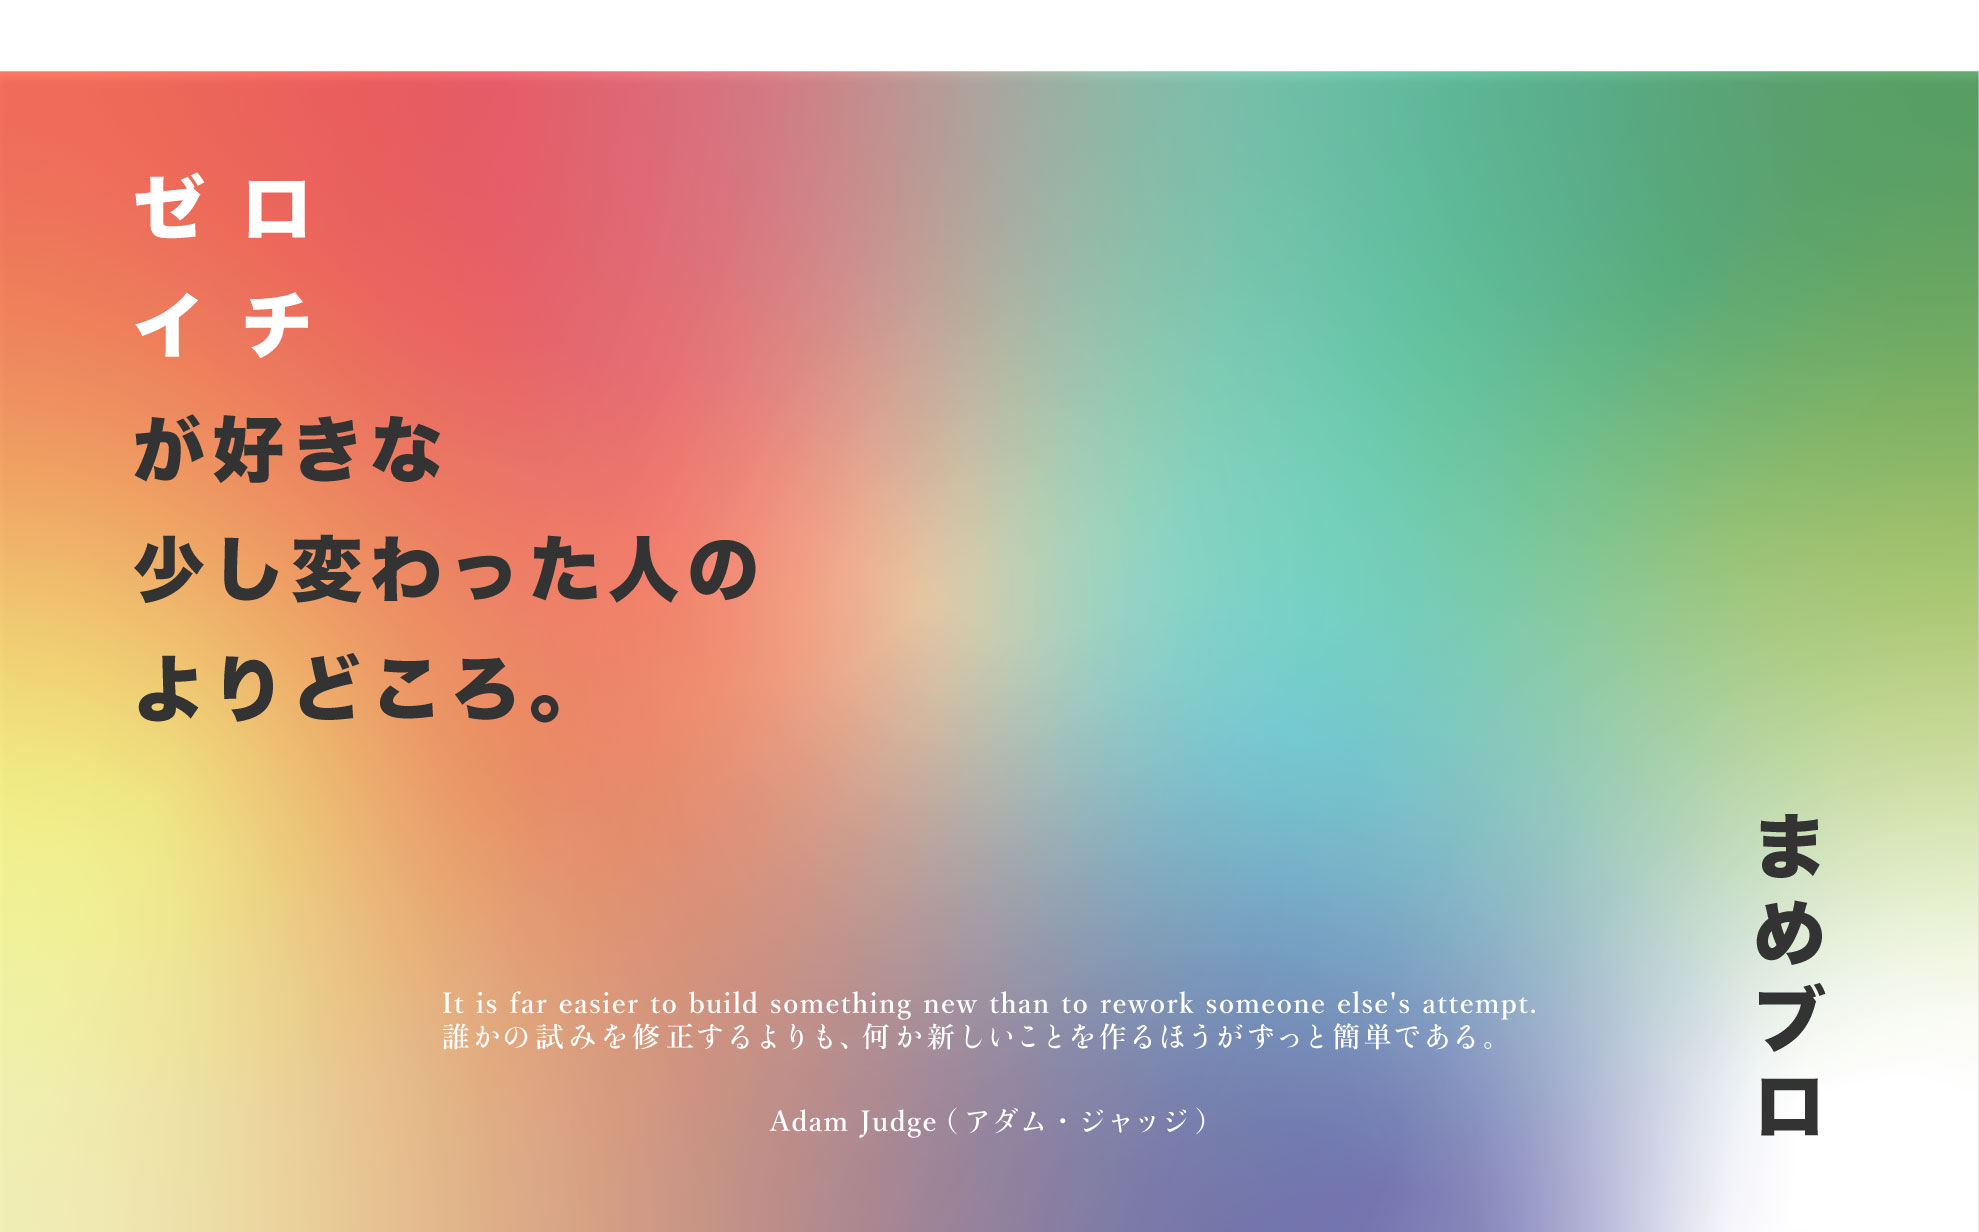 ゼロ
イチ
が好きな
少し変わった人の
よりどころ。
まめブロ
It is far easier to build something new than to rework someone else's attempt.
誰かの試みを修正するよりも、何か新しいことを作るほうがずっと簡単である。
Adam Judge（アダム・ジャッジ）